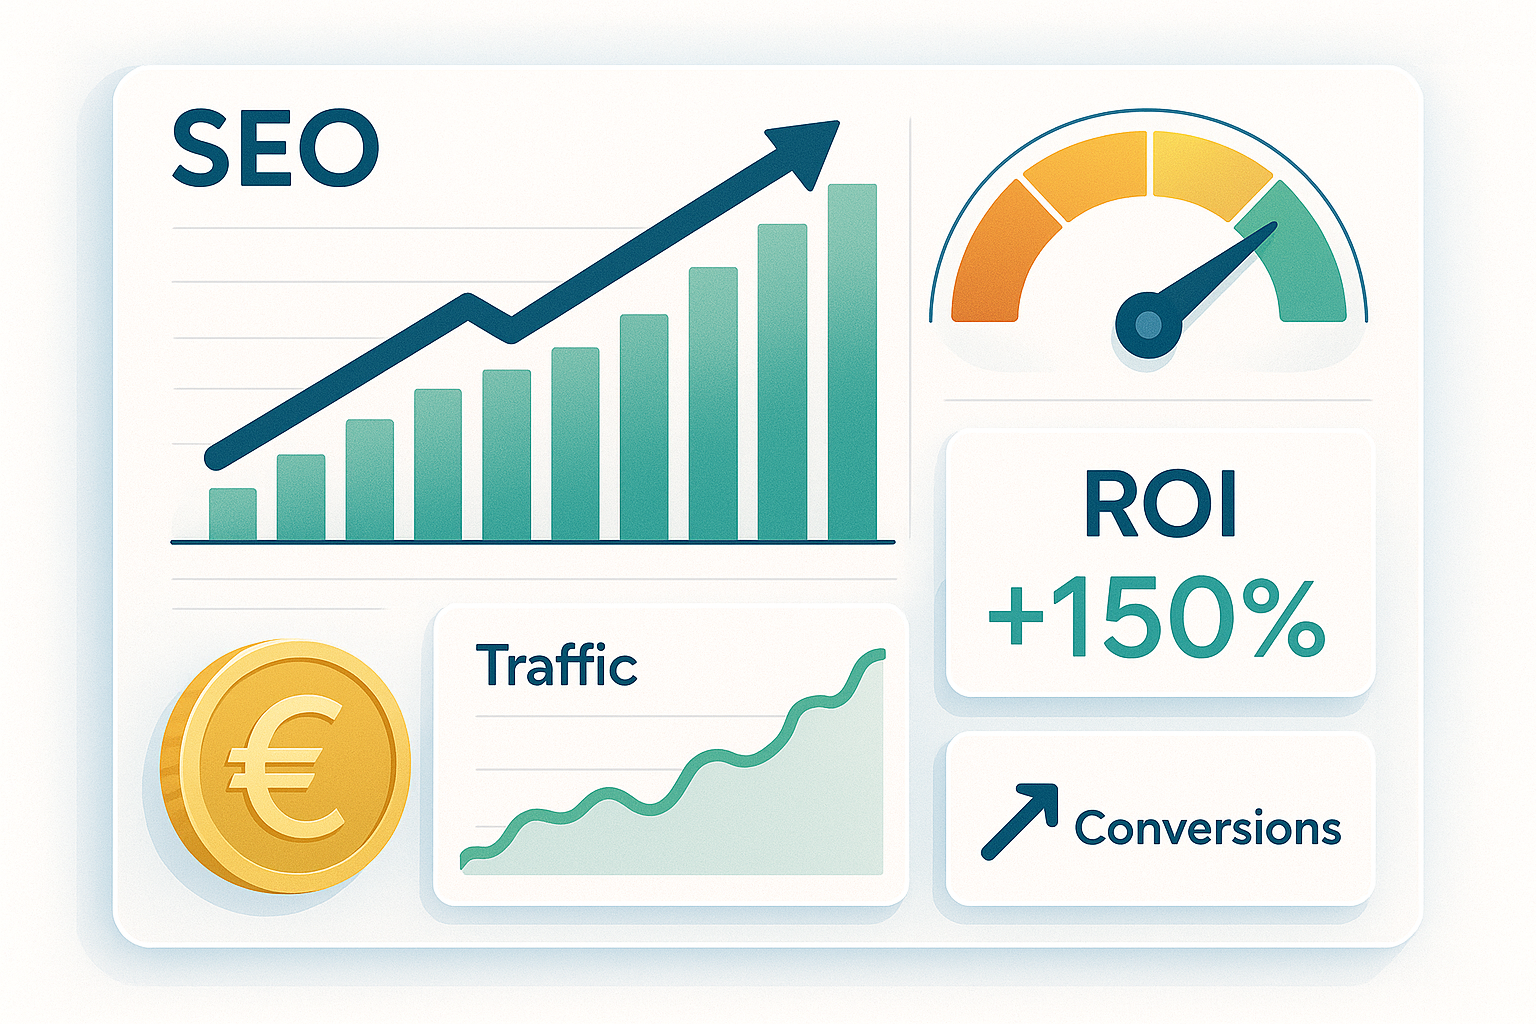 SEO
ROI
+150%
Traffic
€
Conversions